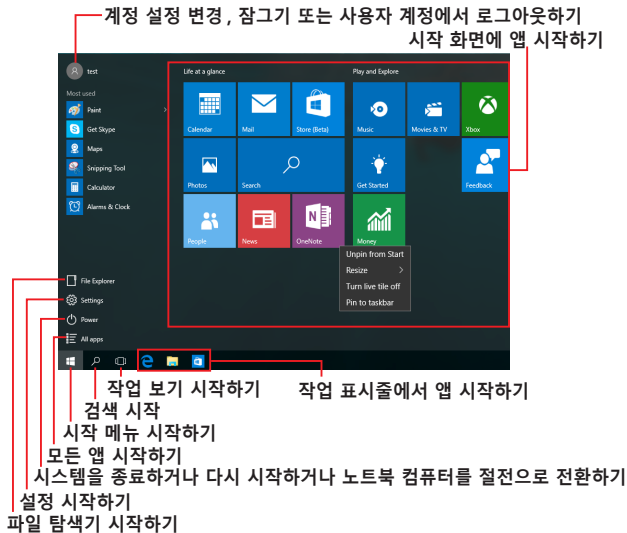 계정 설정 변경, 잠그기 또는 사용자 계정에서 로그아웃하기
시작 화면에 앱 시작하기
test
Most used
Paint
Get Skype
Maps
Snipping Tool
Calculator
Alarms & Clock
File Explorer
Settings
Power
All apps
Life at a glance
Play and Explore
Calendar
Mail
Store (Beta)
Music
Movies & TV
Xbox
Photos
Search
Get Started
Feedback
People
News
N
OneNote
Money
Unpin from Start
Resize
Turn live tile off
Pin to taskbar
작업 보기 시작하기
작업 표시줄에서 앱 시작하기
검색 시작
시작 메뉴 시작하기
모든 앱 시작하기
시스템을 종료하거나 다시 시작하거나 노트북 컴퓨터를 절전으로 전환하기
설정 시작하기
파일 탐색기 시작하기